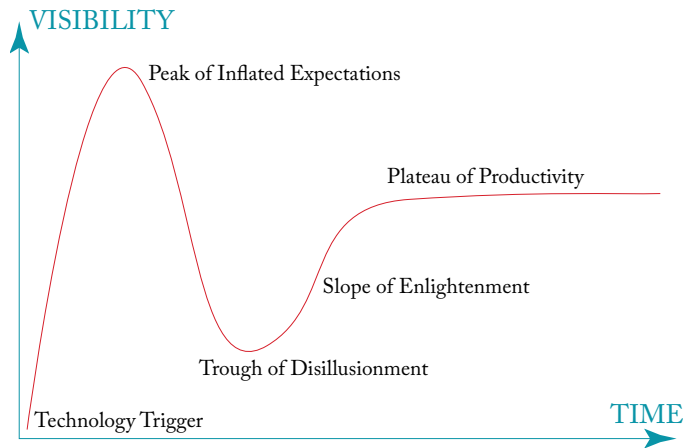 VISIBILITY
Peak of Inflated Expectations
Plateau of Productivity
Slope of Enlightenment
Trough of Disillusionment
Technology Trigger
TIME